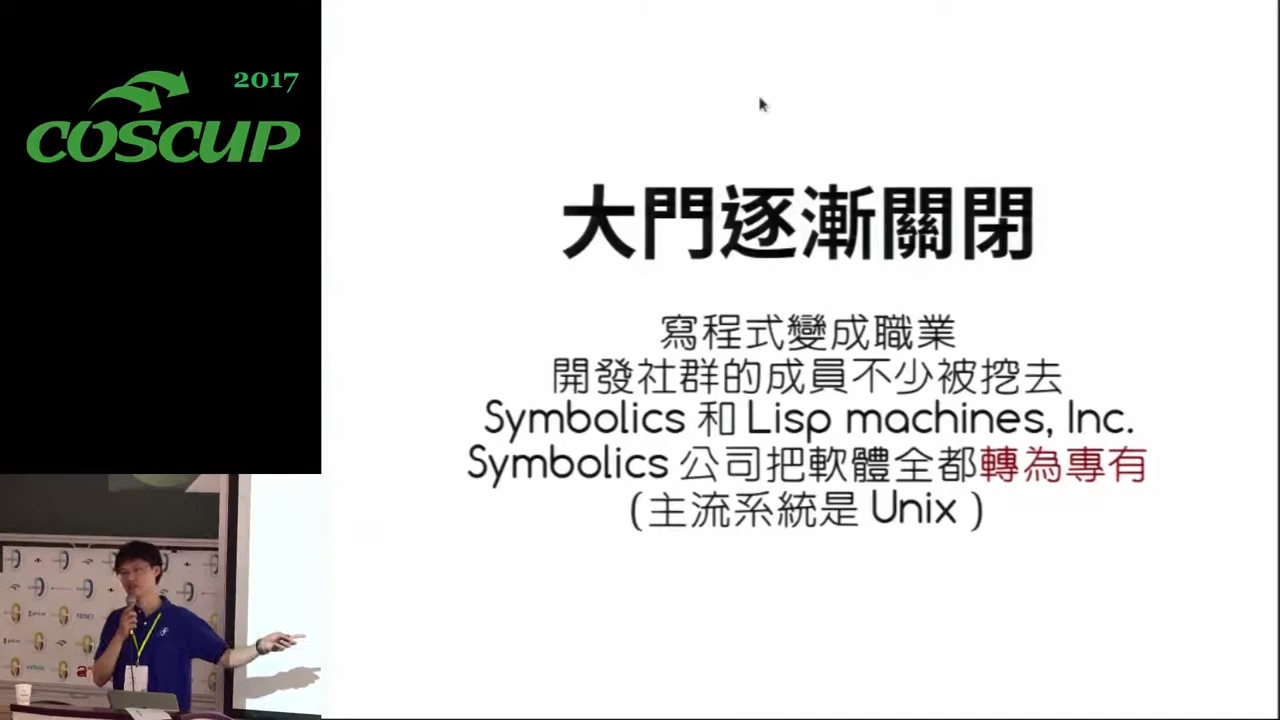 2017
COSCUP
大門逐漸關閉
寫程式變成職業
開發社群的成員不少被挖去
Symbolics 和 Lisp machines, Inc.
Symbolics 公司把軟體全都轉為專有
(主流系統是 Unix )